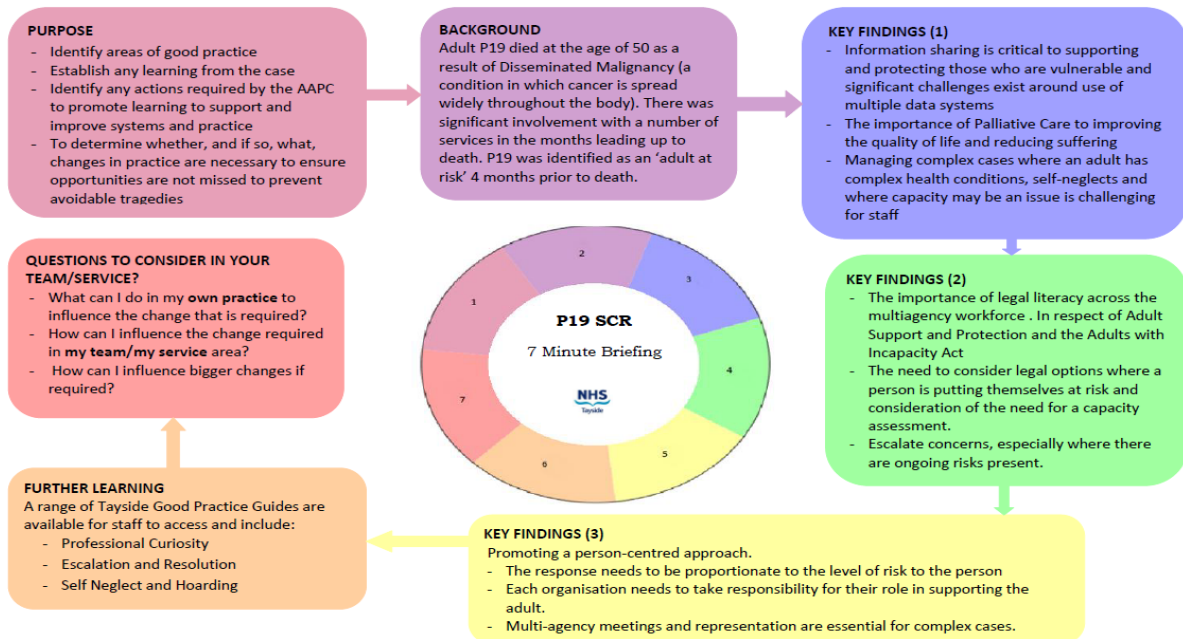 PURPOSE
- Identify areas of good practice
- Establish any learning from the case
- Identify any actions required by the AAPC
to promote learning to support and
improve systems and practice
- To determine whether, and if so, what,
changes in practice are necessary to ensure
opportunities are not missed to prevent
avoidable tragedies
BACKGROUND
Adult P19 died at the age of 50 as a
result of Disseminated Malignancy (a
condition in which cancer is spread
widely throughout the body). There was
significant involvement with a number of
services in the months leading up to
death. P19 was identified as an ‘adult at
risk’ 4 months prior to death.
KEY FINDINGS (1)
- Information sharing is critical to supporting
and protecting those who are vulnerable and
significant challenges exist around use of
multiple data systems
- The importance of Palliative Care to improving
the quality of life and reducing suffering
- Managing complex cases where an adult has
complex health conditions, self-neglects and
where capacity may be an issue is challenging
for staff
KEY FINDINGS (2)
- The importance of legal literacy across the
multiagency workforce . In respect of Adult
Support and Protection and the Adults with
Incapacity Act
- The need to consider legal options where a
person is putting themselves at risk and
consideration of the need for a capacity
assessment.
- Escalate concerns, especially where there
are ongoing risks present.
KEY FINDINGS (3)
Promoting a person-centred approach.
- The response needs to be proportionate to the level of risk to the person
- Each organisation needs to take responsibility for their role in supporting the
adult.
- Multi-agency meetings and representation are essential for complex cases.
FURTHER LEARNING
A range of Tayside Good Practice Guides are
available for staff to access and include:
- Professional Curiosity
- Escalation and Resolution
- Self Neglect and Hoarding
QUESTIONS TO CONSIDER IN YOUR
TEAM/SERVICE?
- What can I do in my own practice to
influence the change that is required?
- How can I influence the change required
in my team/my service area?
- How can I influence bigger changes if
required?
1
2
3
4
5
6
7
P19 SCR
7 Minute Briefing
NHS
Tayside